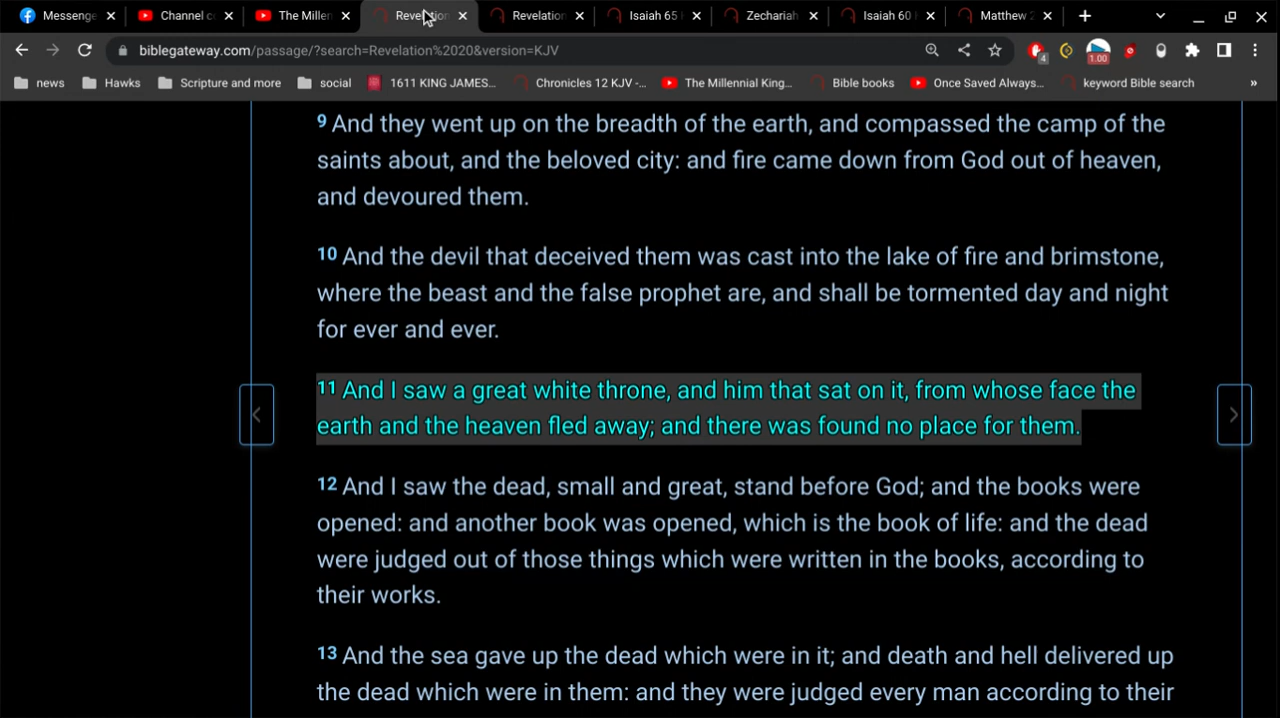 Messenge Channel c The Millen Revelation Revelation Isaiah 65 Zechariah Isaiah 60 Matthew 2
biblegateway.com/passage/?search=Revelation%2020&version=KJV
4 1.00
news Hawks Scripture and more social 1611 KING JAMES... Chronicles 12 KJV -... The Millennial King... Bible books Once Saved Always... keyword Bible search »
9 And they went up on the breadth of the earth, and compassed the camp of the
saints about, and the beloved city: and fire came down from God out of heaven,
and devoured them.
10 And the devil that deceived them was cast into the lake of fire and brimstone,
where the beast and the false prophet are, and shall be tormented day and night
for ever and ever.
11 And I saw a great white throne, and him that sat on it, from whose face the
earth and the heaven fled away; and there was found no place for them.
12 And I saw the dead, small and great, stand before God; and the books were
opened: and another book was opened, which is the book of life: and the dead
were judged out of those things which were written in the books, according to
their works.
13 And the sea gave up the dead which were in it; and death and hell delivered up
the dead which were in them: and they were judged every man according to their